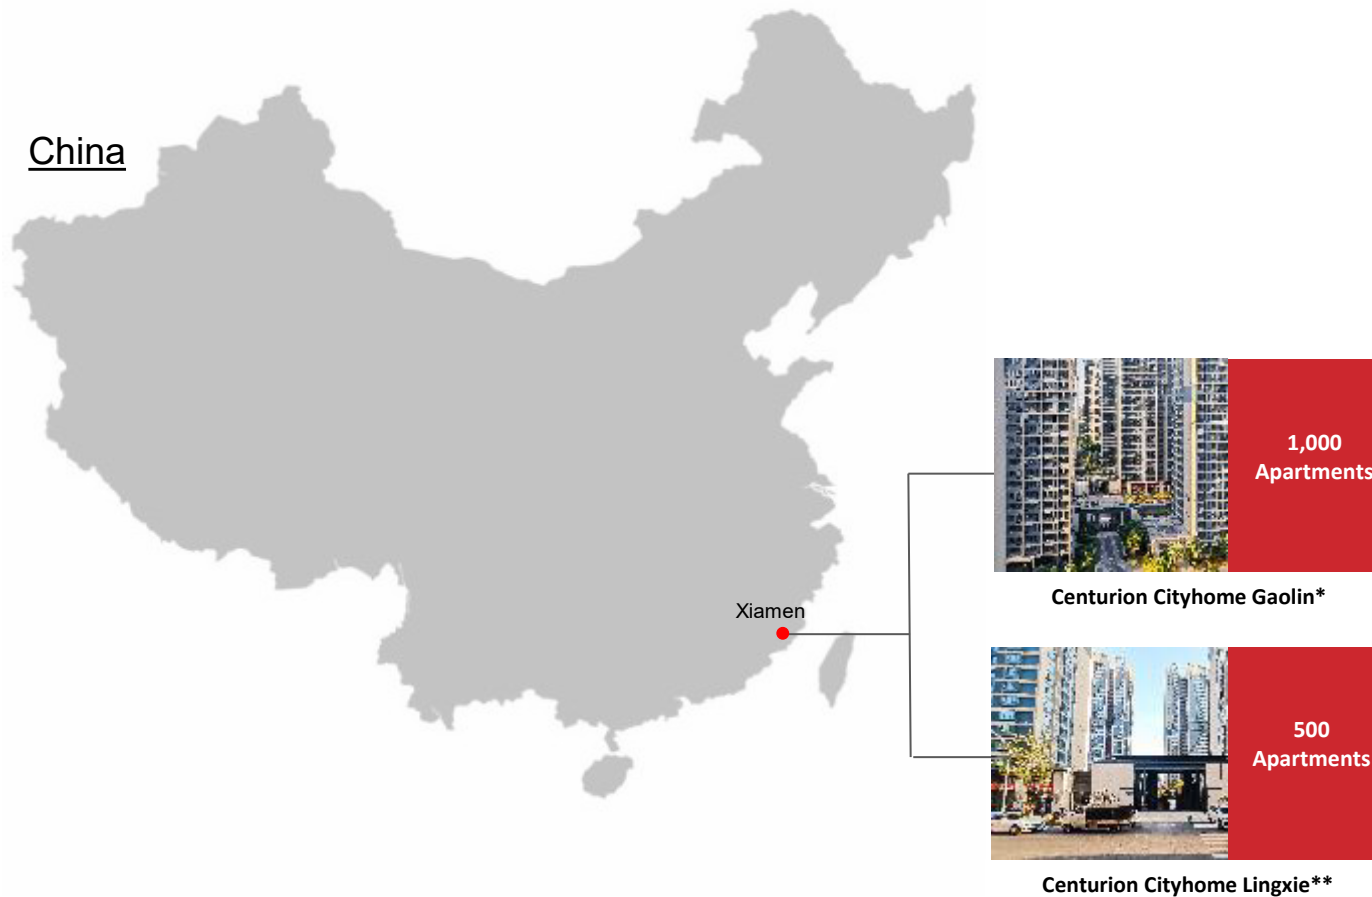 China
Xiamen
1,000
Apartments
Centurion Cityhome Gaolin*
500
Apartments
Centurion Cityhome Lingxie**